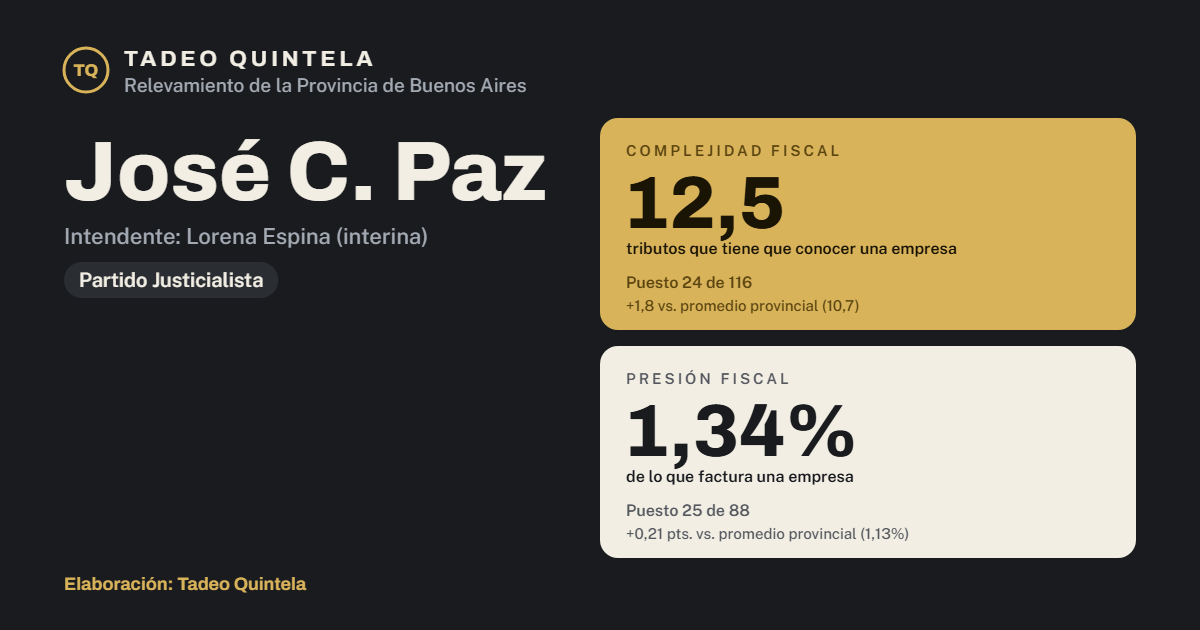 TQ
TADEO QUINTELA
Relevamiento de la Provincia de Buenos Aires
José C. Paz
Intendente: Lorena Espina (interina)
Partido Justicialista
COMPLEJIDAD FISCAL
12,5
tributos que tiene que conocer una empresa
Puesto 24 de 116
+1,8 vs. promedio provincial (10,7)
PRESIÓN FISCAL
1,34%
de lo que factura una empresa
Puesto 25 de 88
+0,21 pts. vs. promedio provincial (1,13%)
Elaboración: Tadeo Quintela